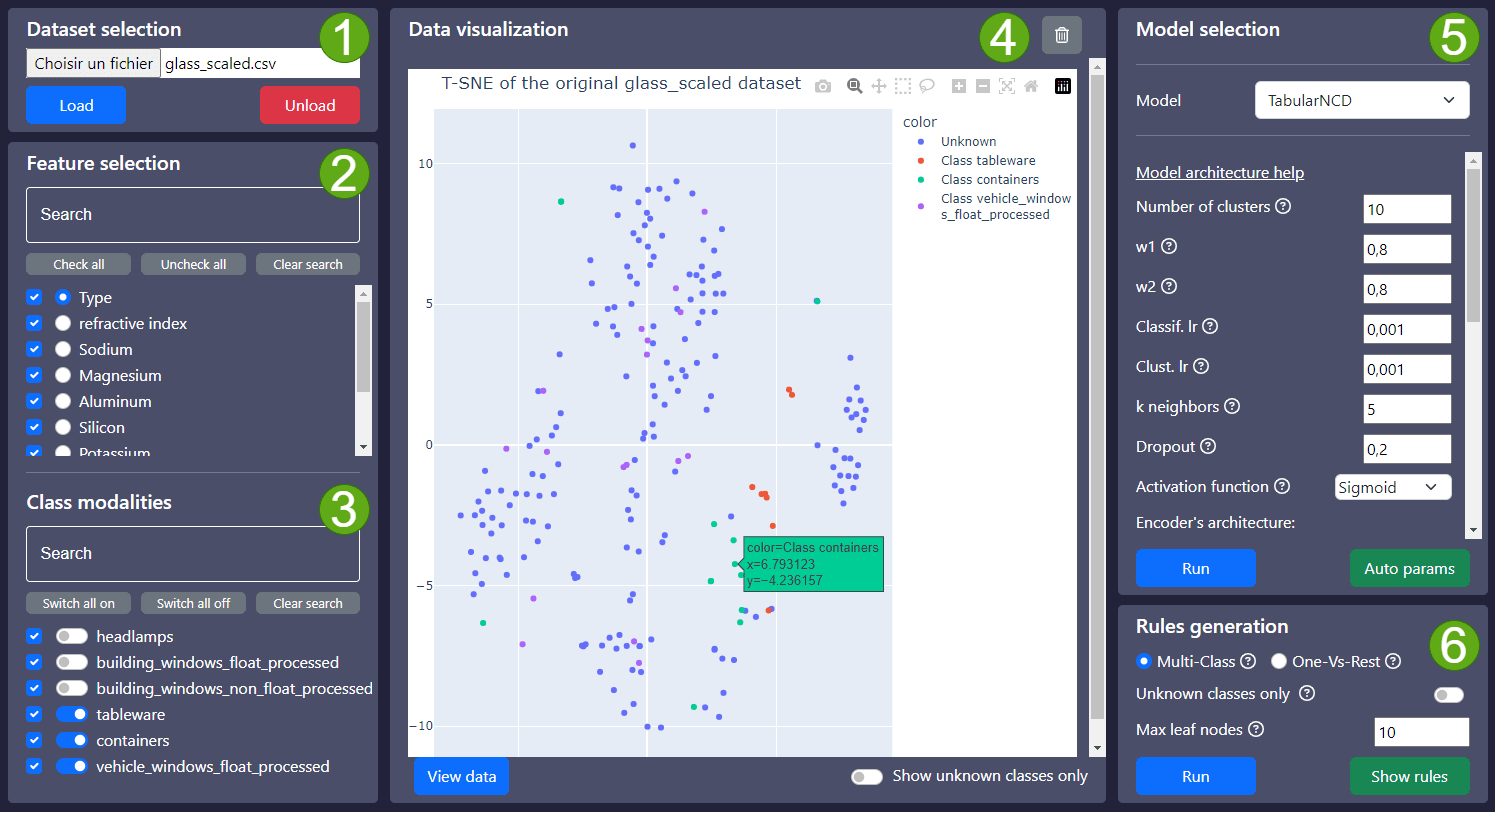 Dataset selection
1
Choisir un fichier glass_scaled.csv
Load Unload
Feature selection
2
Search
Check all Uncheck all Clear search
Type
refractive index
Sodium
Magnesium
Aluminum
Silicon
Potassium
Class modalities
3
Search
Switch all on Switch all off Clear search
headlamps
building_windows_float_processed
building_windows_non_float_processed
tableware
containers
vehicle_windows_float_processed
Data visualization
4
T-SNE of the original glass_scaled dataset
color
Unknown
Class tableware
Class containers
Class vehicle_window
s_float_processed
10
5
0
−5
−10
color=Class containers
x=6.793123
y=−4.236157
View data
Show unknown classes only
Model selection
5
Model TabularNCD
Model architecture help
Number of clusters ? 10
w1 ? 0,8
w2 ? 0,8
Classif. lr ? 0,001
Clust. lr ? 0,001
k neighbors ? 5
Dropout ? 0,2
Activation function ? Sigmoid
Encoder's architecture:
Run Auto params
Rules generation
6
Multi-Class ? One-Vs-Rest ?
Unknown classes only ?
Max leaf nodes ? 10
Run Show rules